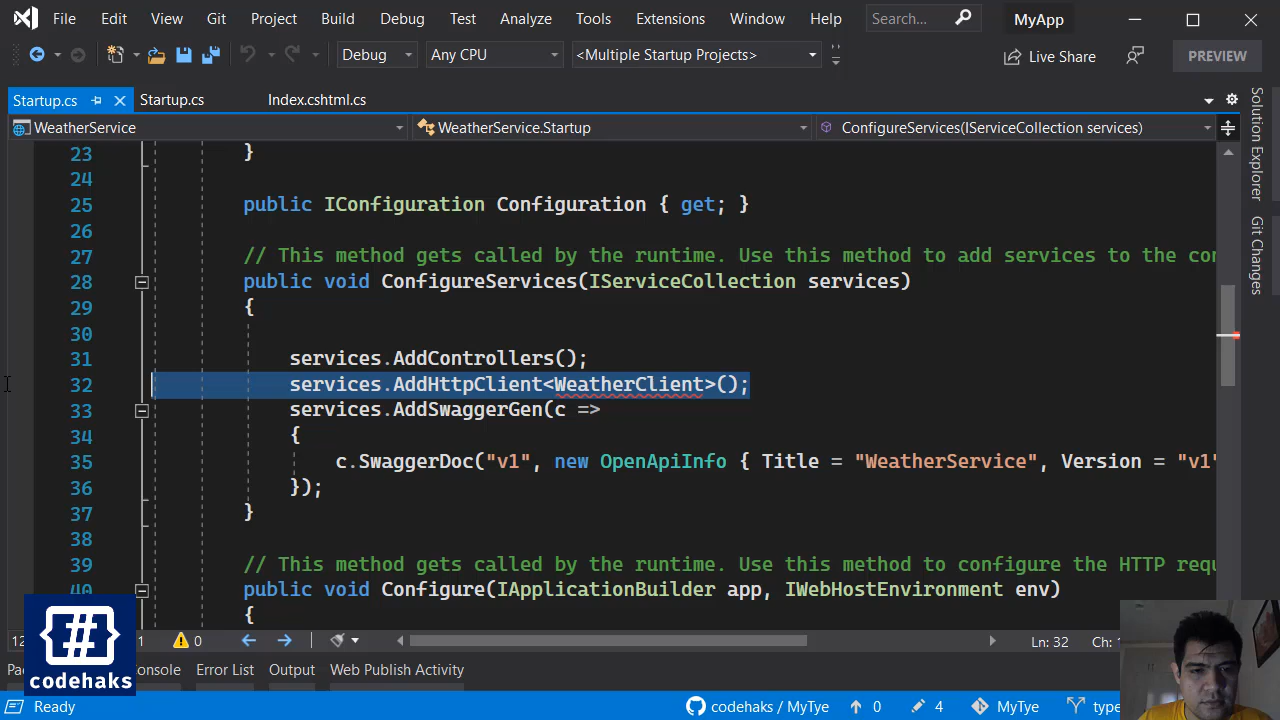 File Edit View Git Project Build Debug Test Analyze Tools Extensions Window Help Search... MyApp
Debug Any CPU <Multiple Startup Projects> Live Share PREVIEW
Startup.cs Startup.cs Index.cshtml.cs
WeatherService WeatherService.Startup ConfigureServices(IServiceCollection services)
23 }
24
25 public IConfiguration Configuration { get; }
26
27 // This method gets called by the runtime. Use this method to add services to the con
28 public void ConfigureServices(IServiceCollection services)
29 {
30
31 services.AddControllers();
32 services.AddHttpClient<WeatherClient>();
33 services.AddSwaggerGen(c =>
34 {
35 c.SwaggerDoc("v1", new OpenApiInfo { Title = "WeatherService", Version = "v1"
36 });
37 }
38
39 // This method gets called by the runtime. Use this method to configure the HTTP requ
40 public void Configure(IApplicationBuilder app, IWebHostEnvironment env)
{
Solution Explorer
Git Changes
12 1 0 Ln: 32 Ch:
Pac Console Error List Output Web Publish Activity
{#}
codehaks
Ready codehaks / MyTye 0 4 MyTye type